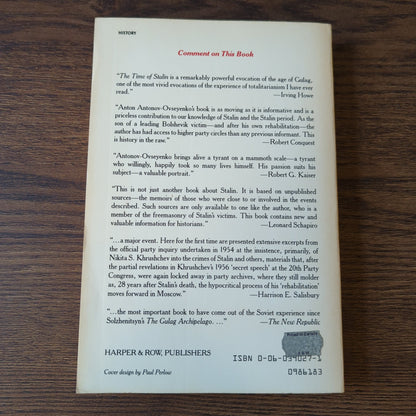 HISTORY
Comment on This Book
"The Time of Stalin is a remarkably powerful evocation of the age of Gulag,
one of the most vivid evocations of the experience of totalitarianism I have ever
read."
—Irving Howe
"Anton Antonov-Ovseyenko's book is as moving as it is informative and is a
priceless contribution to our knowledge of Stalin and the Stalin period. As the
son of a leading Bolshevik victim—and after his own rehabilitation—the
author has had access to higher party circles than any previous informant. This
is history in the raw."
—Robert Conquest
"Antonov-Ovseyenko brings alive a tyrant on a mammoth scale—a tyrant
who willingly, happily took so many lives himself. His passion suits his
subject—a valuable portrait."
—Robert G. Kaiser
"This is not just another book about Stalin. It is based on unpublished
sources—the memoirs of those who were close to or involved in the events
described. Such sources are only available to one like the author, who is a
member of the freemasonry of Stalin's victims. This book contains new and
valuable information for historians."
—Leonard Schapiro
"...a major event. Here for the first time are presented extensive excerpts from
the official party inquiry undertaken in 1954 at the insistence, primarily, of
Nikita S. Khrushchev into the crimes of Stalin and others, materials that, after
the partial revelations in Khrushchev's 1956 'secret speech' at the 20th Party
Congress, were again locked away in party archives, where they still molder
as, 28 years after Stalin's death, the hypocritical process of his 'rehabilitation'
moves forward in Moscow."
—Harrison E. Salisbury
"...the most important book to have come out of the Soviet experience since
Solzhenitsyn's The Gulag Archipelago. ..."
—The New Republic
HARPER & ROW, PUBLISHERS
Cover design by Paul Perlow
ISBN 0-06-039027-1
0986183